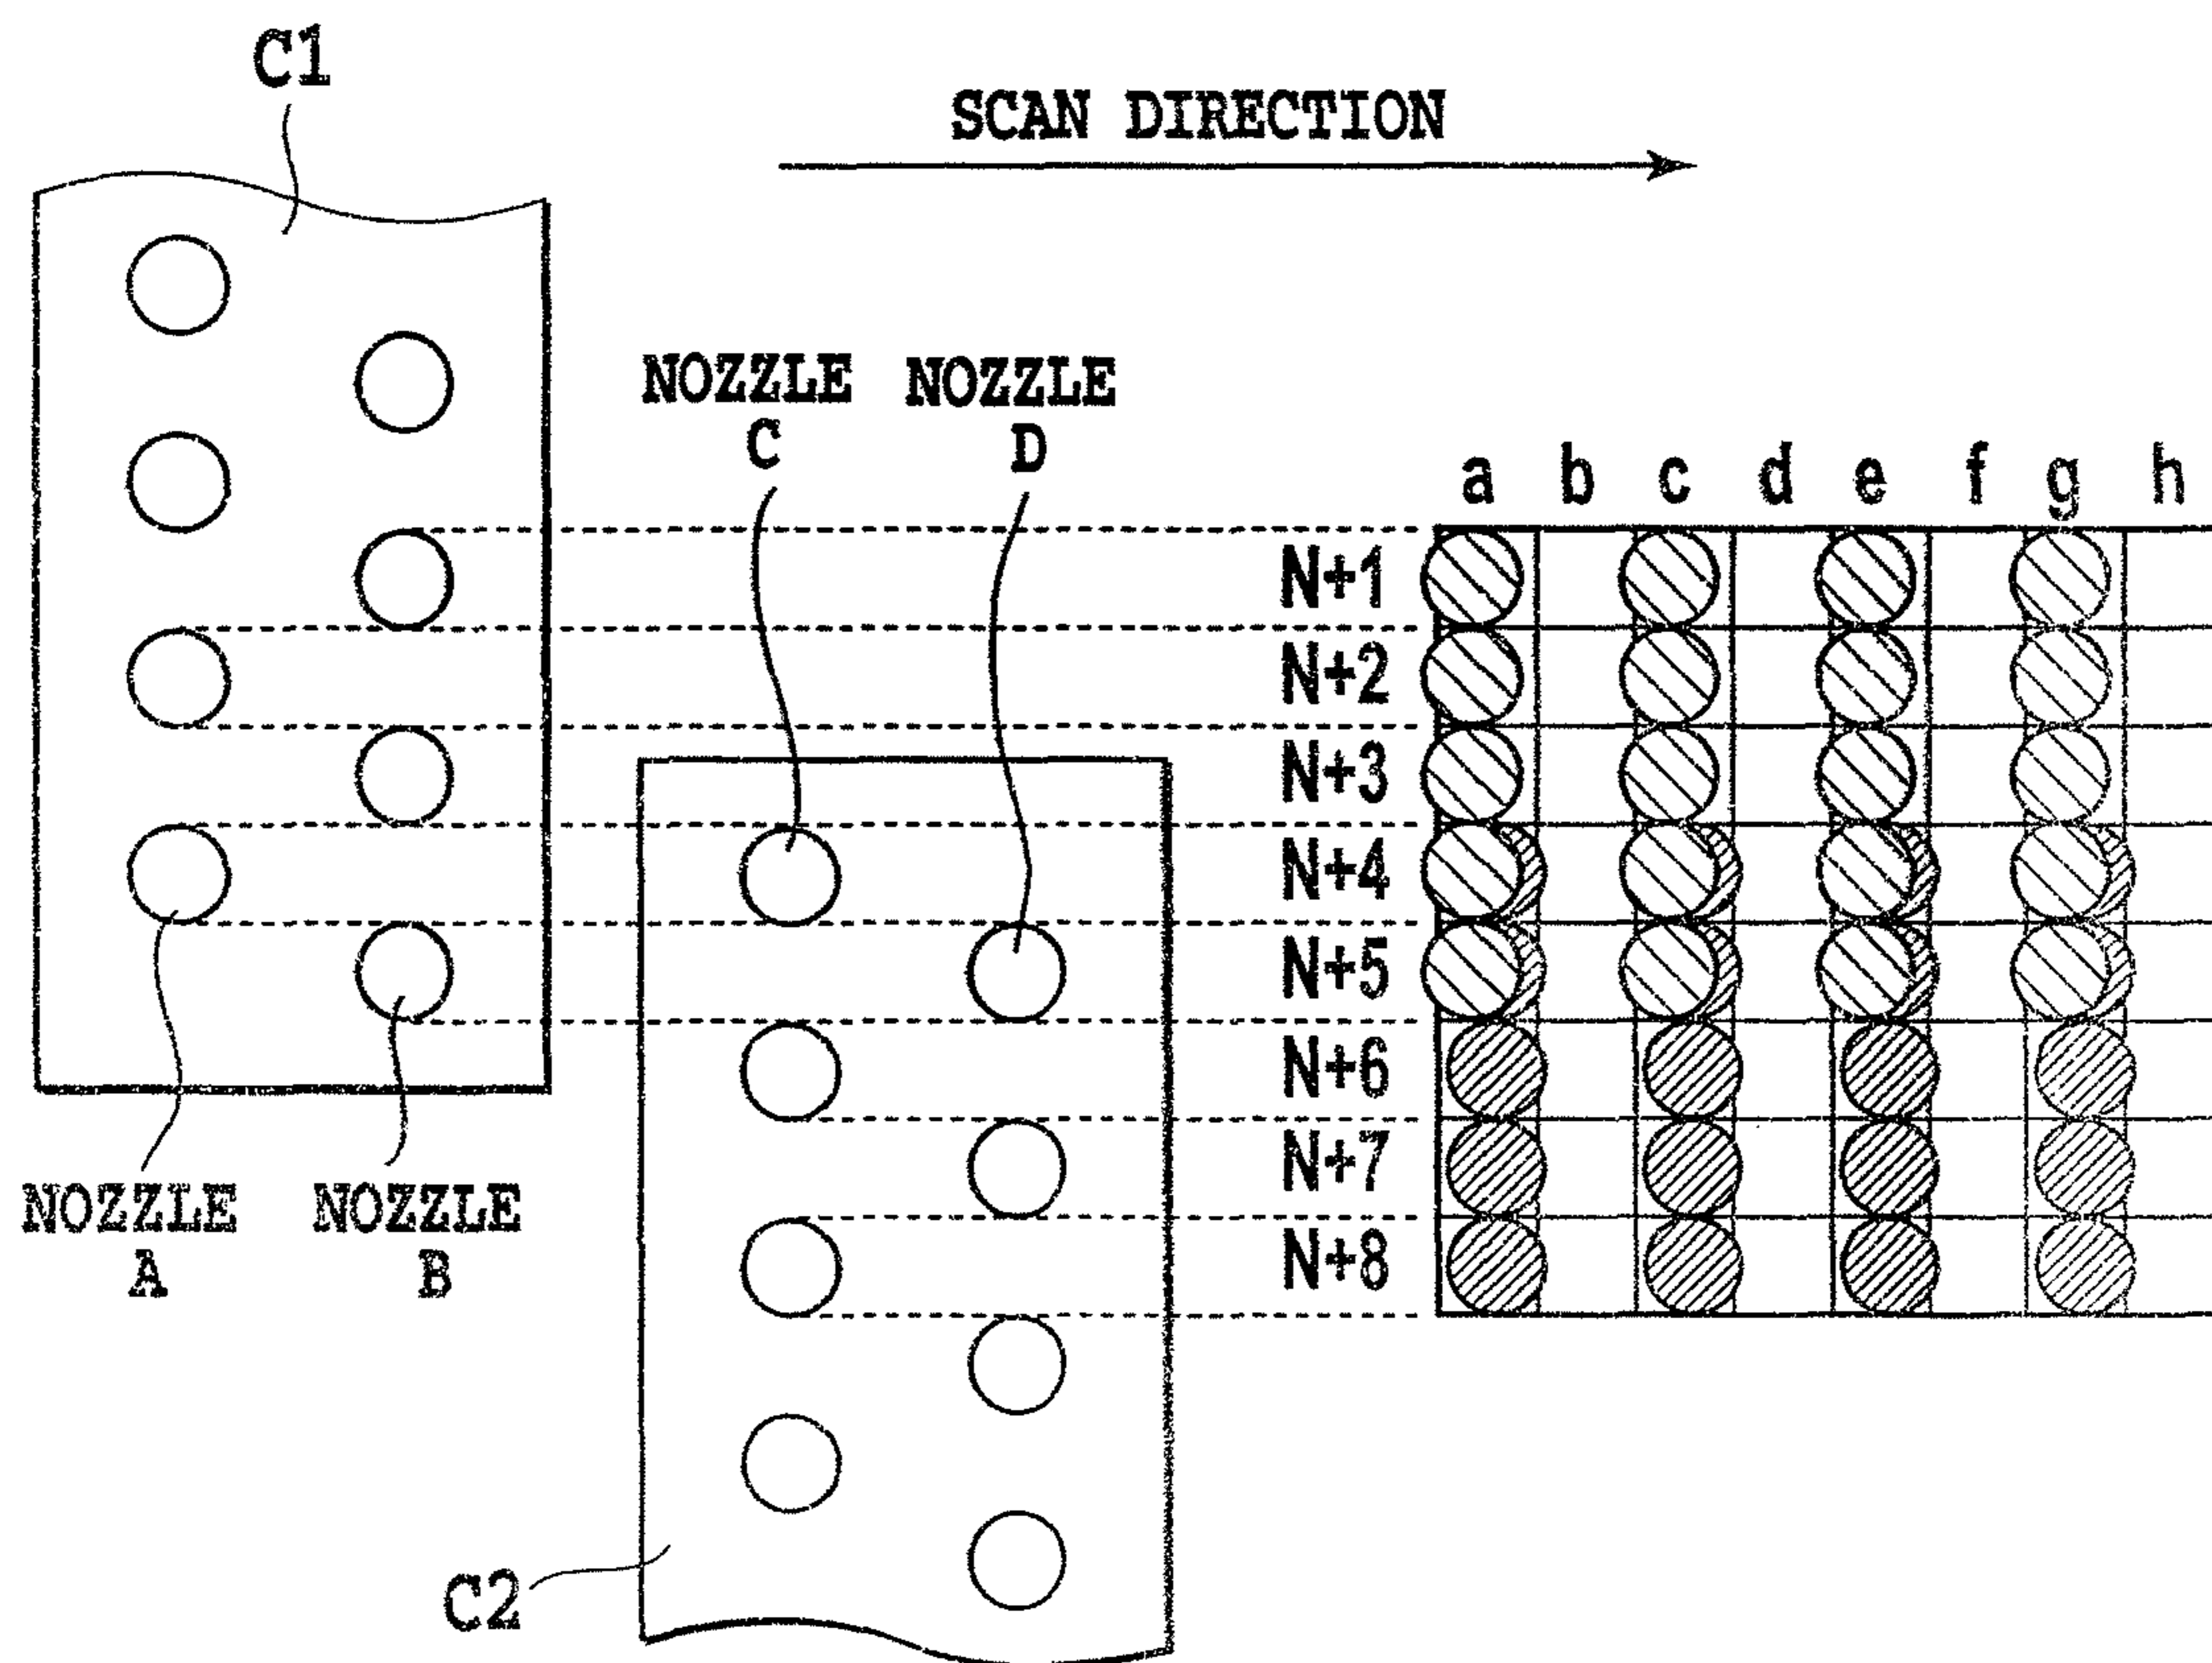 C1
SCAN DIRECTION
NOZZLE
C
NOZZLE
D
a b c d e f g h
N+1
N+2
N+3
N+4
N+5
N+6
N+7
N+8
NOZZLE
A
NOZZLE
B
C2